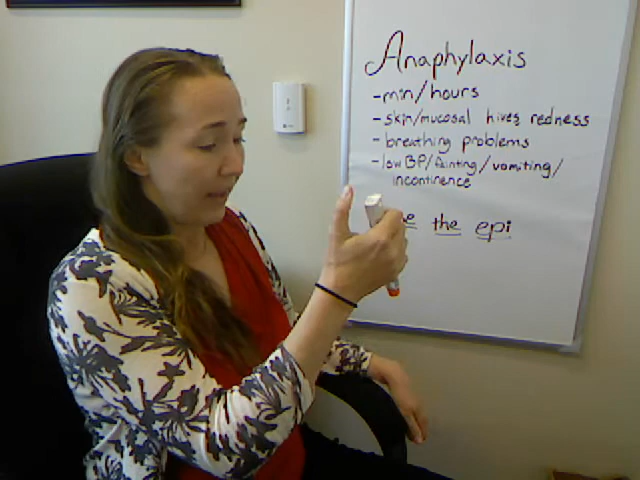 Anaphylaxis
-min/hours
-skin/mucosal hives redness
-breathing problems
-low BP/fainting/vomiting/
incontinence
the epi